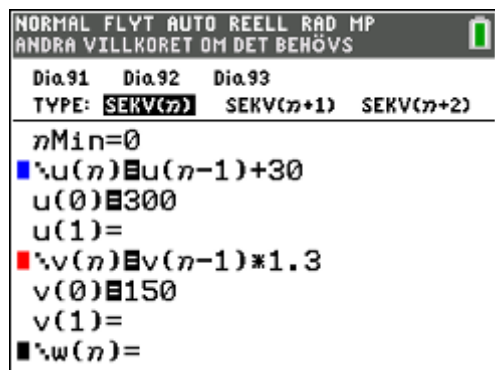 NORMAL FLYT AUTO REELL RAD MP
ANDRA VILLKORET OM DET BEHÖVS
Dia.91 Dia.92 Dia.93
TYPE: SEKV(n) SEKV(n+1) SEKV(n+2)
nMin=0
u(n)=u(n-1)+30
u(0)=300
u(1)=
v(n)=v(n-1)*1.3
v(0)=150
v(1)=
w(n)=